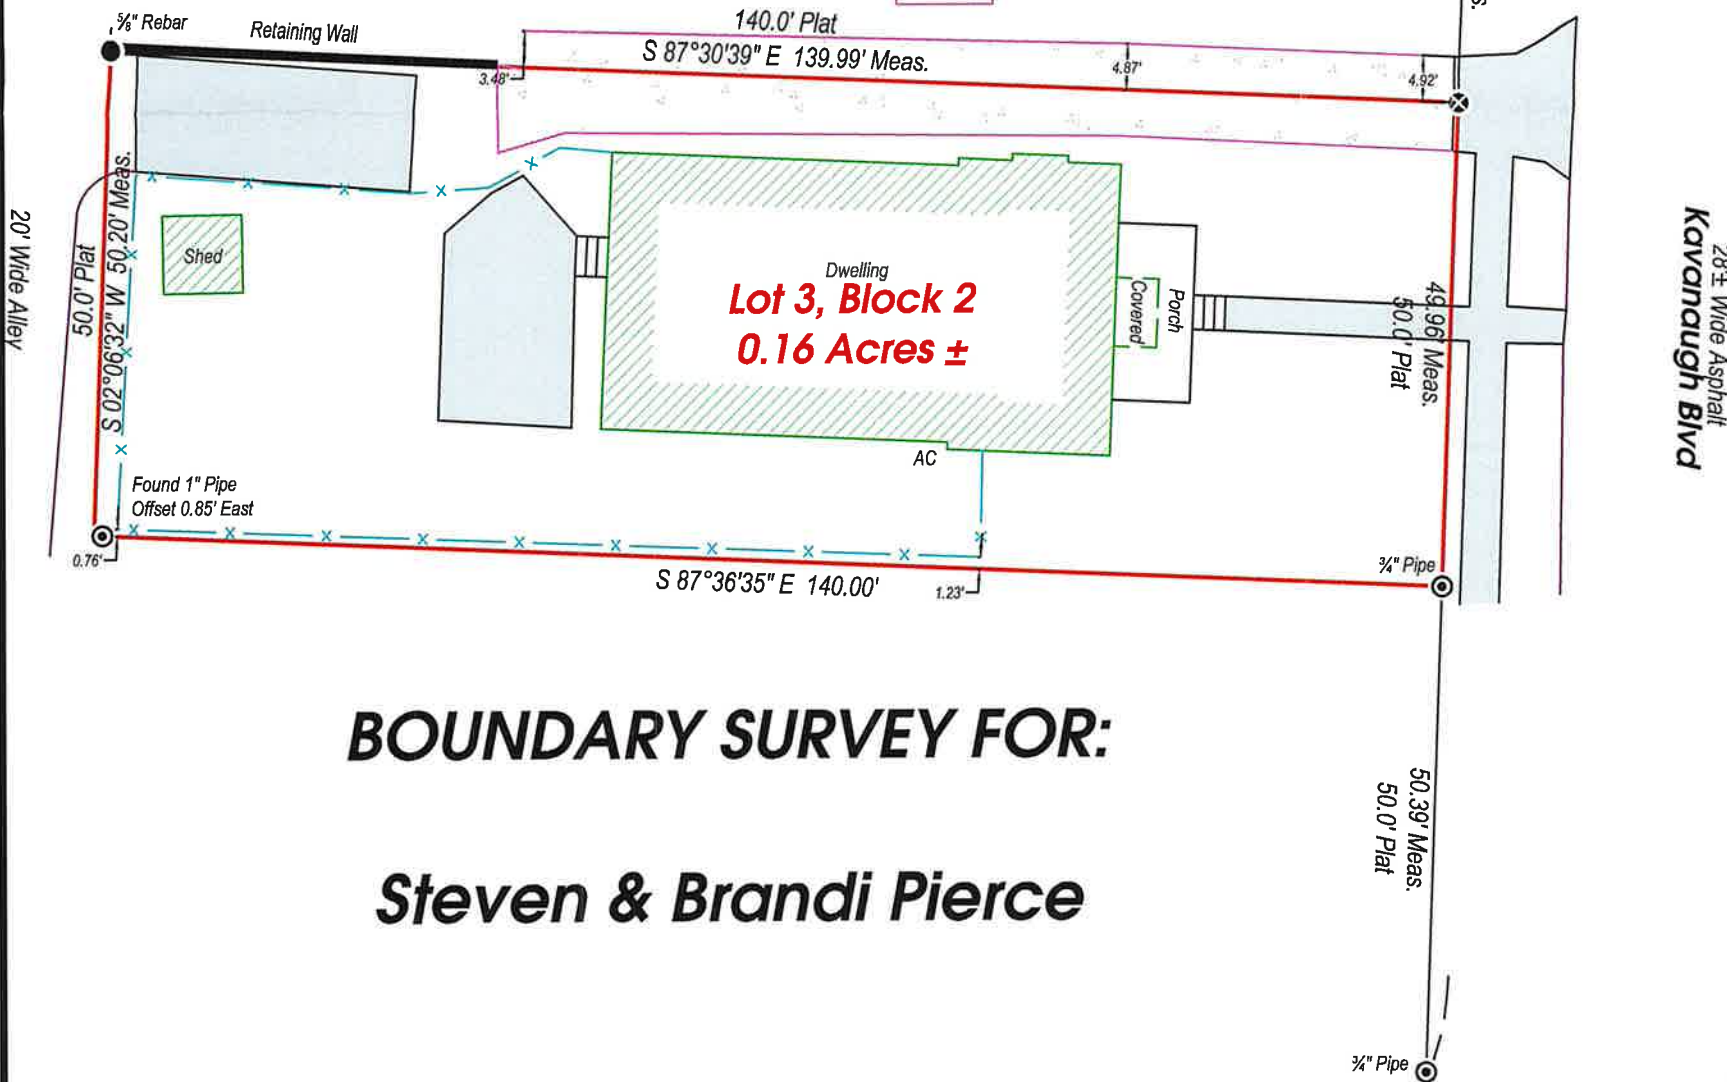 ⅝" Rebar
Retaining Wall
140.0' Plat
S 87°30'39" E 139.99' Meas.
3.48'
4.87'
4.92'
20' Wide Alley
50.0' Plat
S 02°06'32" W 50.20' Meas.
Shed
Dwelling
Lot 3, Block 2
0.16 Acres ±
Covered
Porch
49.96' Meas.
50.0' Plat
28'± Wide Asphalt
Kavanaugh Blvd
AC
Found 1" Pipe
Offset 0.85' East
0.76'
S 87°36'35" E 140.00'
1.23'
¾" Pipe
BOUNDARY SURVEY FOR:
Steven & Brandi Pierce
50.39' Meas.
50.0' Plat
¾" Pipe